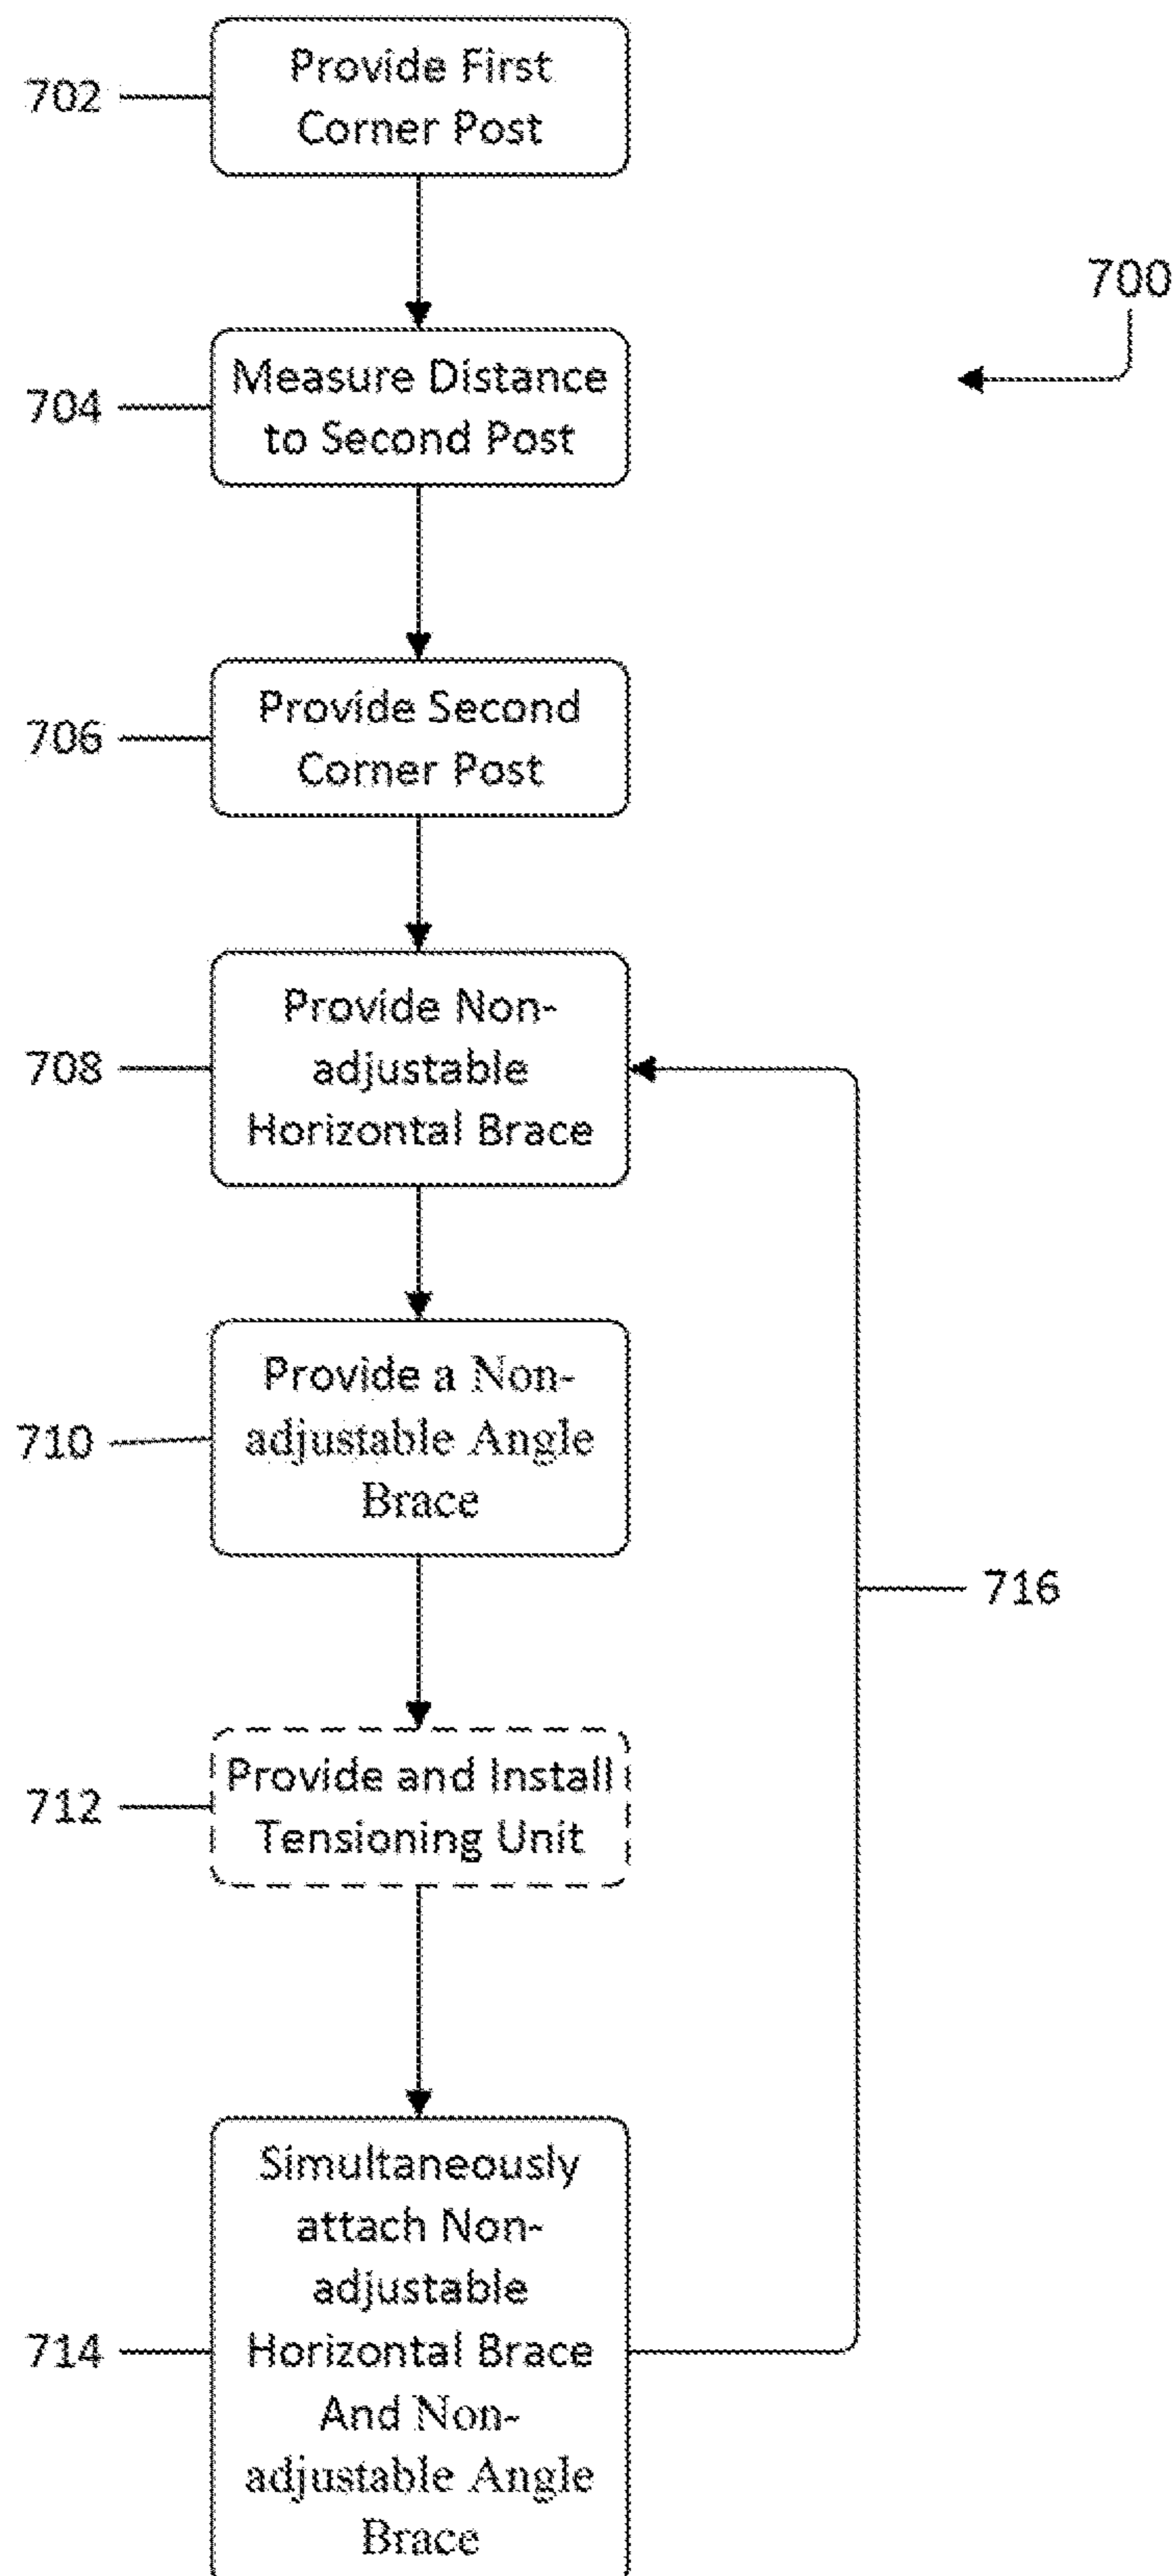 702
Provide First
Corner Post
700
704
Measure Distance
to Second Post
706
Provide Second
Corner Post
708
Provide Non-
adjustable
Horizontal Brace
710
Provide a Non-
adjustable Angle
Brace
716
712
Provide and Install
Tensioning Unit
714
Simultaneously
attach Non-
adjustable
Horizontal Brace
And Non-
adjustable Angle
Brace